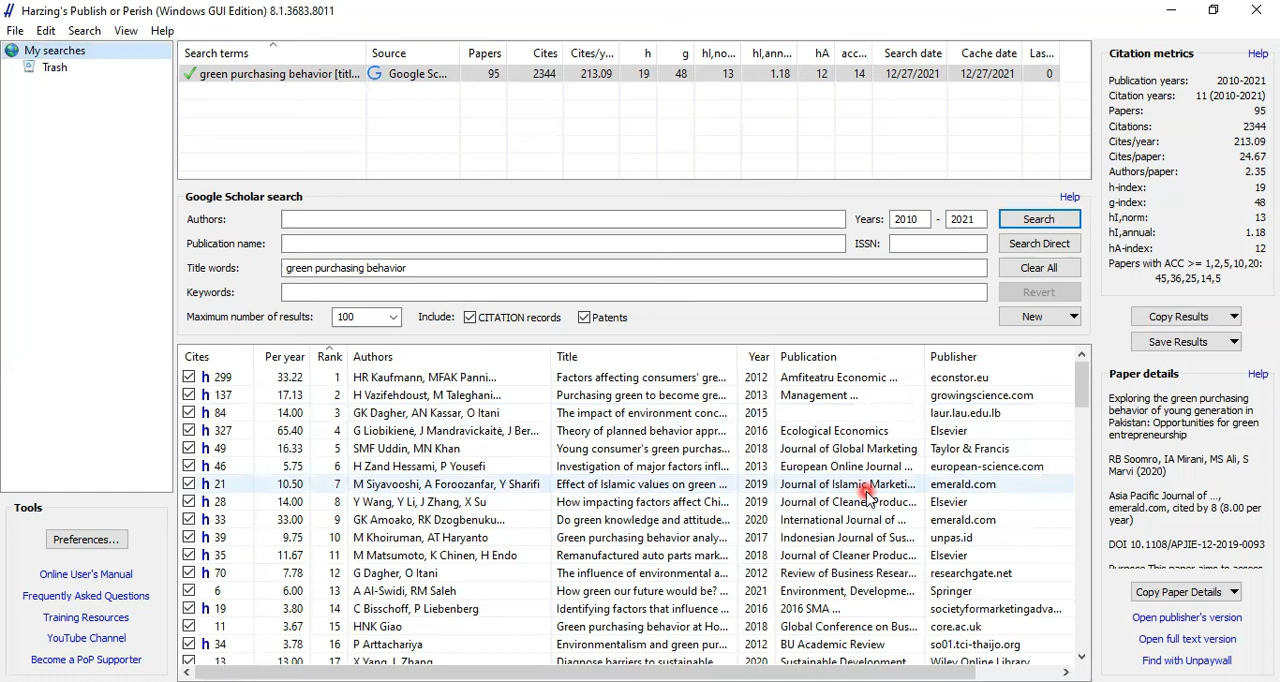 Harzing's Publish or Perish (Windows GUI Edition) 8.1.3683.8011
File Edit Search View Help
My searches
Trash
Search terms Source Papers Cites Cites/y... h g hI,no... hI,ann... hA acc... Search date Cache date Las...
green purchasing behavior [titl... Google Sc... 95 2344 213.09 19 48 13 1.18 12 14 12/27/2021 12/27/2021 0
Google Scholar search Help
Authors: Years: 2010 - 2021 Search
Publication name: ISSN: Search Direct
Title words: green purchasing behavior Clear All
Keywords: Revert
Maximum number of results: 100 Include: CITATION records Patents New
Cites Per year Rank Authors Title Year Publication Publisher
h 299 33.22 1 HR Kaufmann, MFAK Panni... Factors affecting consumers' gre... 2012 Amfiteatru Economic ... econstor.eu
h 137 17.13 2 H Vazifehdoust, M Taleghani... Purchasing green to become gre... 2013 Management ... growingscience.com
h 84 14.00 3 GK Dagher, AN Kassar, O Itani The impact of environment conc... 2015 laur.lau.edu.lb
h 327 65.40 4 G Liobikienė, J Mandravickaitė, J Ber... Theory of planned behavior appr... 2016 Ecological Economics Elsevier
h 49 16.33 5 SMF Uddin, MN Khan Young consumer's green purchas... 2018 Journal of Global Marketing Taylor & Francis
h 46 5.75 6 H Zand Hessami, P Yousefi Investigation of major factors infl... 2013 European Online Journal ... european-science.com
h 21 10.50 7 M Siyavooshi, A Foroozanfar, Y Sharifi Effect of Islamic values on green ... 2019 Journal of Islamic Marketi... emerald.com
h 28 14.00 8 Y Wang, Y Li, J Zhang, X Su How impacting factors affect Chi... 2019 Journal of Cleaner Produc... Elsevier
h 33 33.00 9 GK Amoako, RK Dzogbenuku... Do green knowledge and attitude... 2020 International Journal of ... emerald.com
h 39 9.75 10 M Khoiruman, AT Haryanto Green purchasing behavior analy... 2017 Indonesian Journal of Sus... unpas.id
h 35 11.67 11 M Matsumoto, K Chinen, H Endo Remanufactured auto parts mark... 2018 Journal of Cleaner Produc... Elsevier
h 70 7.78 12 G Dagher, O Itani The influence of environmental a... 2012 Review of Business Resear... researchgate.net
6 6.00 13 A Al-Swidi, RM Saleh How green our future would be? ... 2021 Environment, Developme... Springer
h 19 3.80 14 C Bisschoff, P Liebenberg Identifying factors that influence ... 2016 2016 SMA ... societyformarketingadva...
11 3.67 15 HNK Giao Green purchasing behavior at Ho... 2018 Global Conference on Bus... core.ac.uk
h 34 3.78 16 P Arttachariya Environmentalism and green pur... 2012 BU Academic Review so01.tci-thaijo.org
13 13.00 17 X Yang, L Zhang Diagnose barriers to sustainable ... 2020 Sustainable Development Wiley Online Library
Tools
Preferences...
Online User's Manual
Frequently Asked Questions
Training Resources
YouTube Channel
Become a PoP Supporter
Citation metrics Help
Publication years: 2010-2021
Citation years: 11 (2010-2021)
Papers: 95
Citations: 2344
Cites/year: 213.09
Cites/paper: 24.67
Authors/paper: 2.35
h-index: 19
g-index: 48
hI,norm: 13
hI,annual: 1.18
hA-index: 12
Papers with ACC >= 1,2,5,10,20:
45,36,25,14,5
Copy Results
Save Results
Paper details Help
Exploring the green purchasing
behavior of young generation in
Pakistan: Opportunities for green
entrepreneurship
RB Soomro, IA Mirani, MS Ali, S
Marvi (2020)
Asia Pacific Journal of ...,
emerald.com, cited by 8 (8.00 per
year)
DOI 10.1108/APJIE-12-2019-0093
Purpose This paper aims to assess
Copy Paper Details
Open publisher's version
Open full text version
Find with Unpaywall